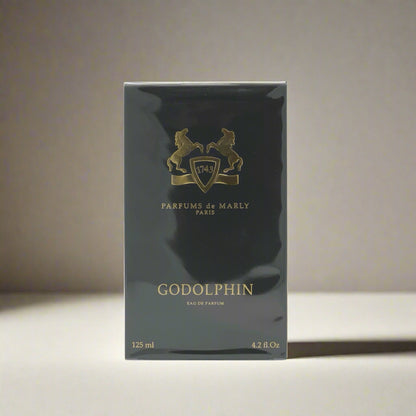 1743
PARFUMS de MARLY
PARIS
GODOLPHIN
EAU DE PARFUM
125 ml 4.2 fl.Oz